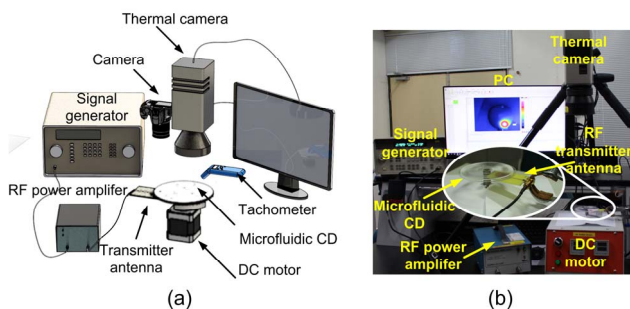 Thermal camera
Camera
Signal
generator
RF power amplifer
Transmitter
antenna
Tachometer
Microfluidic CD
DC motor
(a)
Thermal
camera
PC
Signal
generator
RF
transmitter
antenna
Microfluidic
CD
RF power
amplifer
DC
motor
(b)